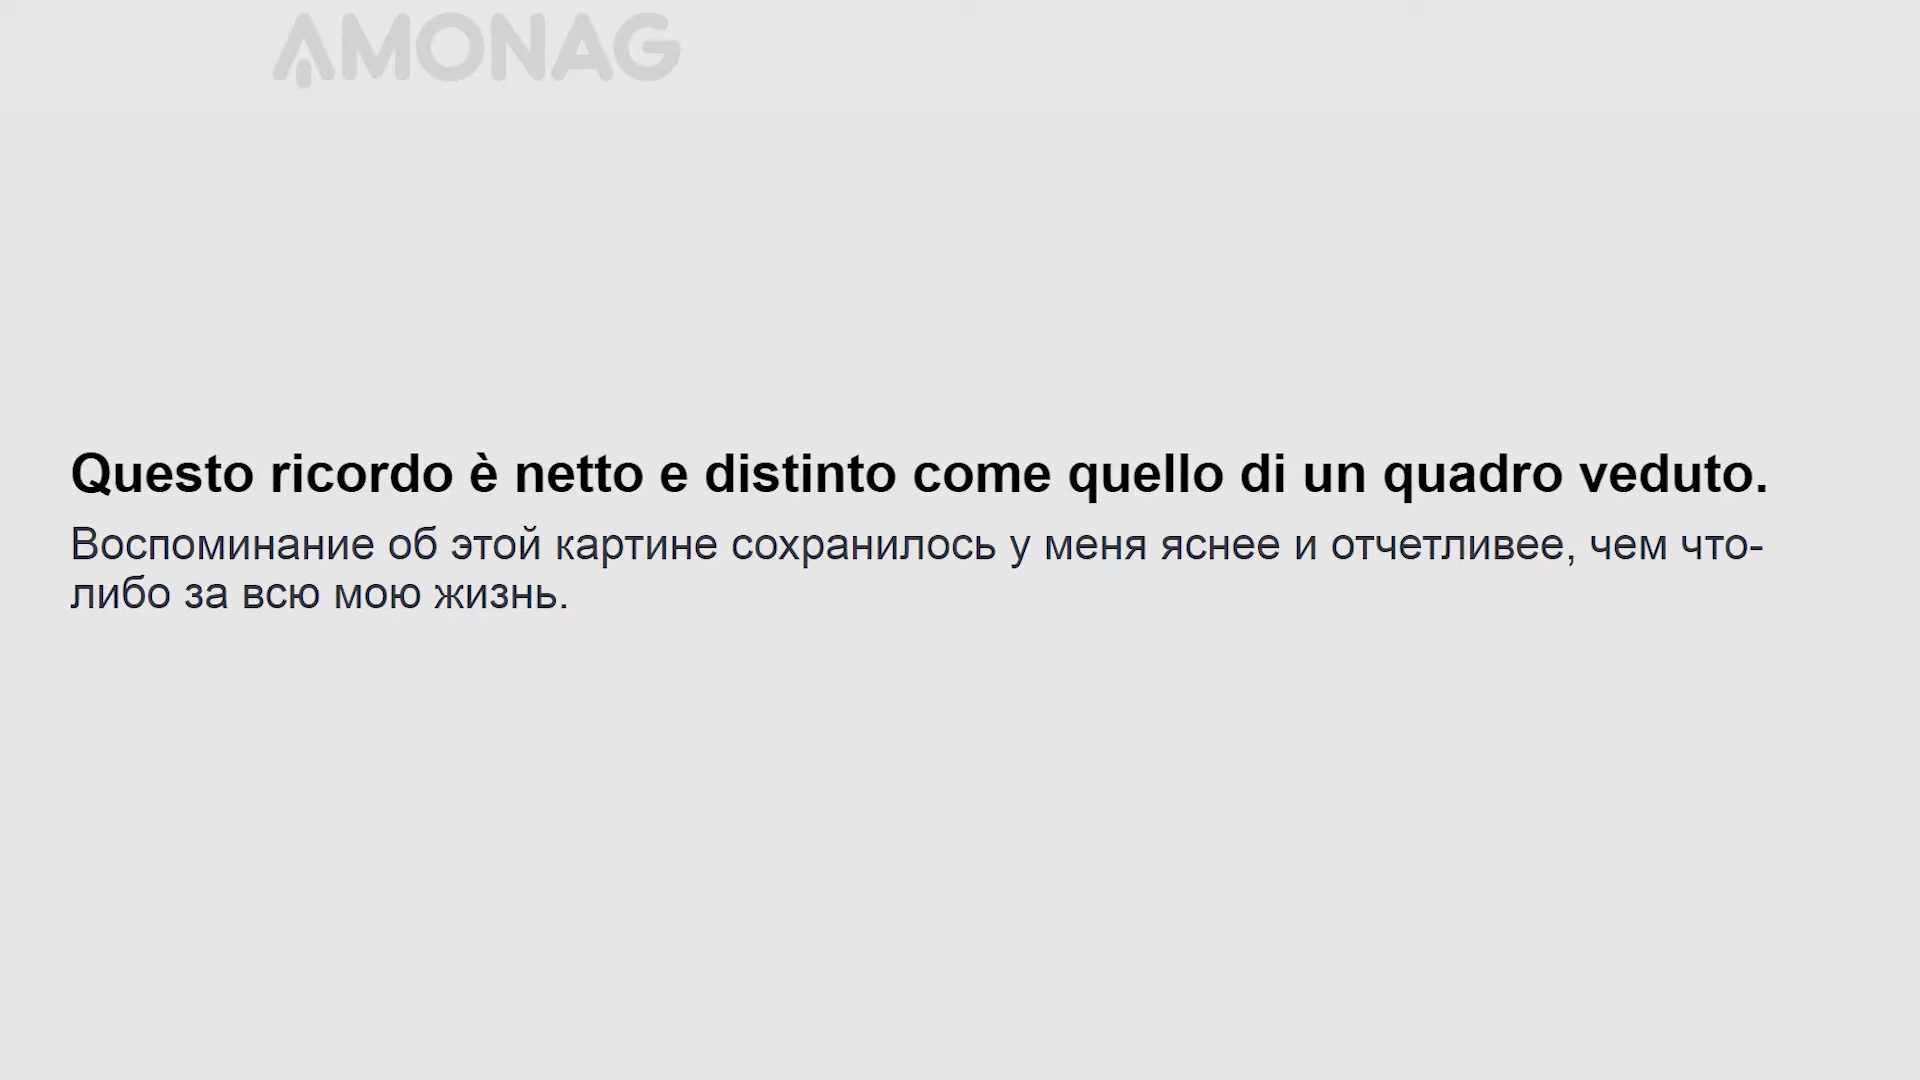 AMONAG
Questo ricordo è netto e distinto come quello di un quadro veduto.
Воспоминание об этой картине сохранилось у меня яснее и отчетливее, чем что-
либо за всю мою жизнь.